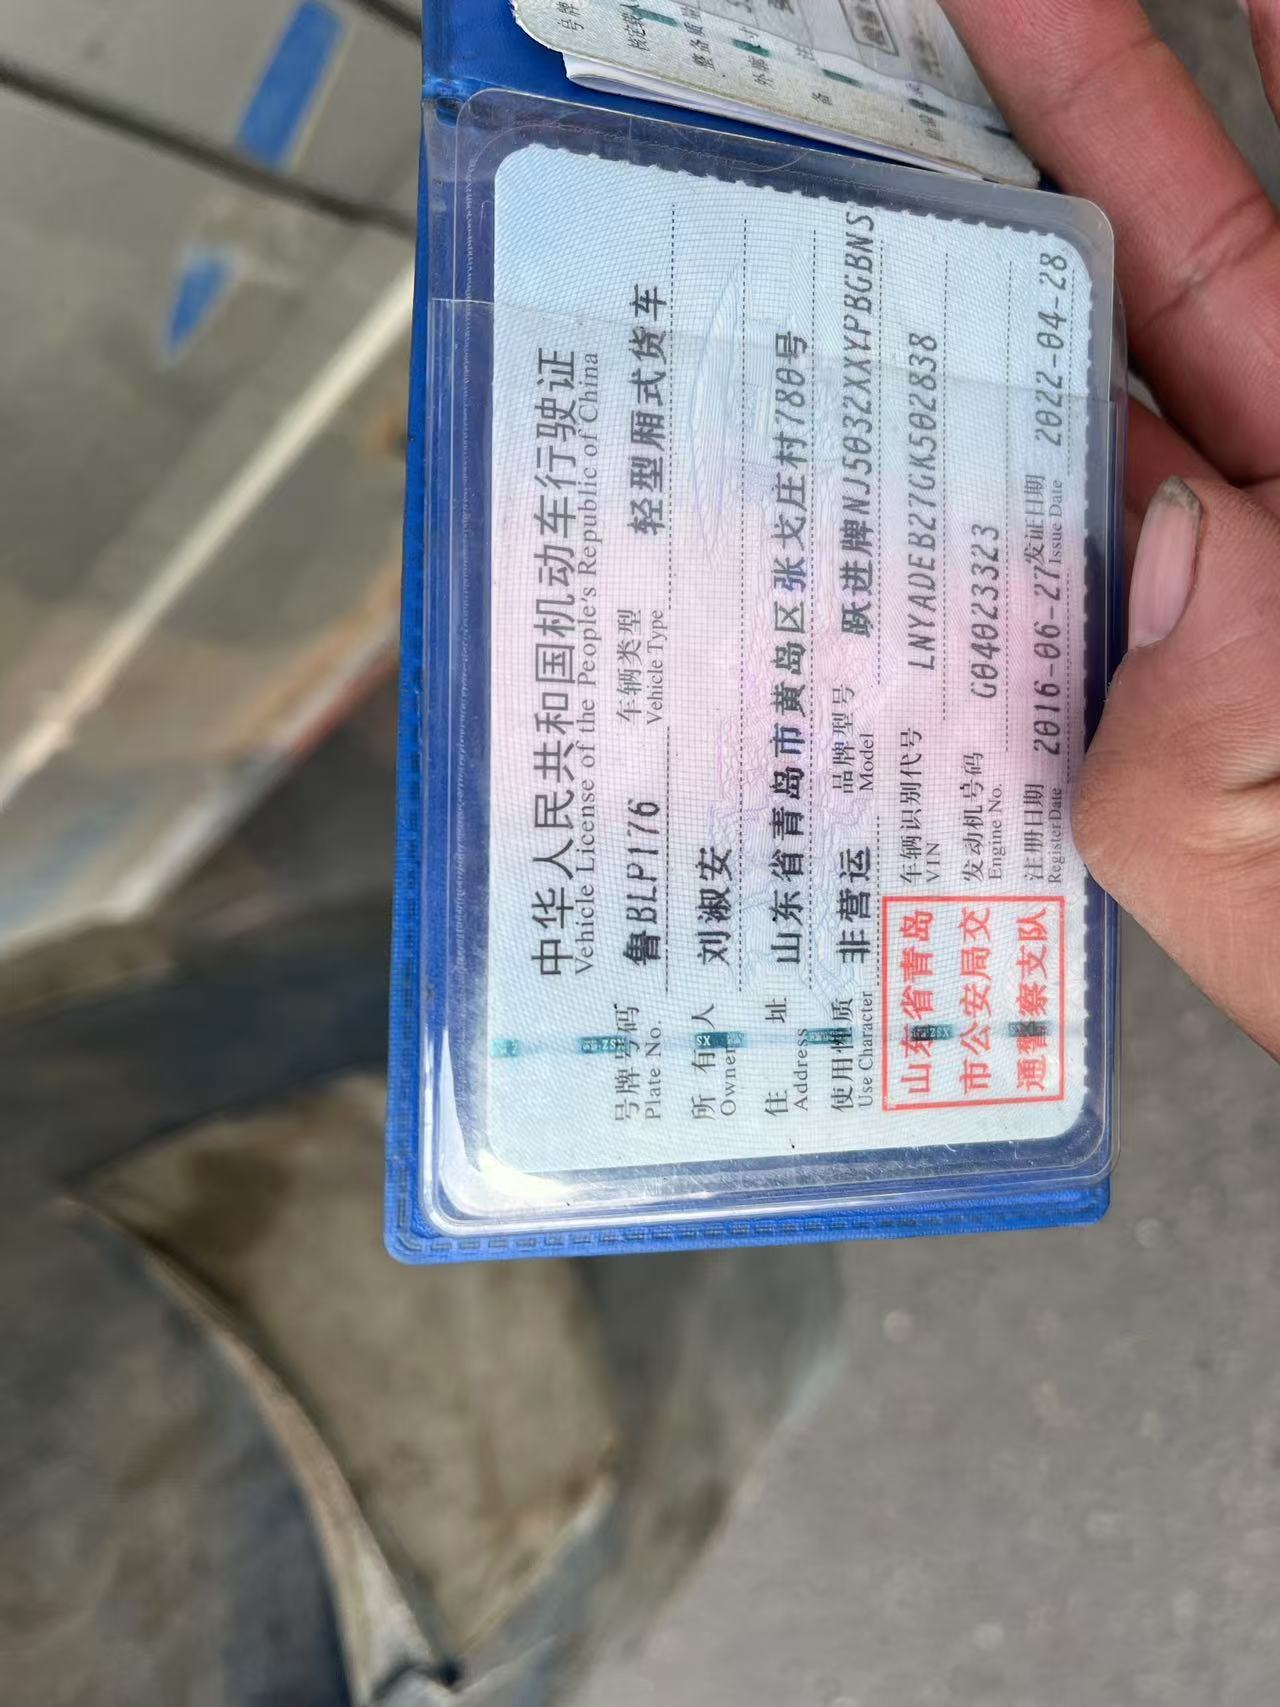 中华人民共和国机动车行驶证
Vehicle License of the People's Republic of China
号牌号码 鲁BLP176 车辆类型 轻型厢式货车
Plate No. Vehicle Type
所有人 刘淑安
Owner
住址 山东省青岛市黄岛区张戈庄村780号
Address
使用性质 非营运 品牌型号 跃进牌NJ5032XXYPBGBNS
Use Character Model
车辆识别代号 LNYADEB27GK502838
VIN
发动机号码 G04023323
Engine No.
注册日期 2016-06-27 发证日期 2022-04-28
Register Date Issue Date
山东省青岛
市公安局交
通警察支队
号牌